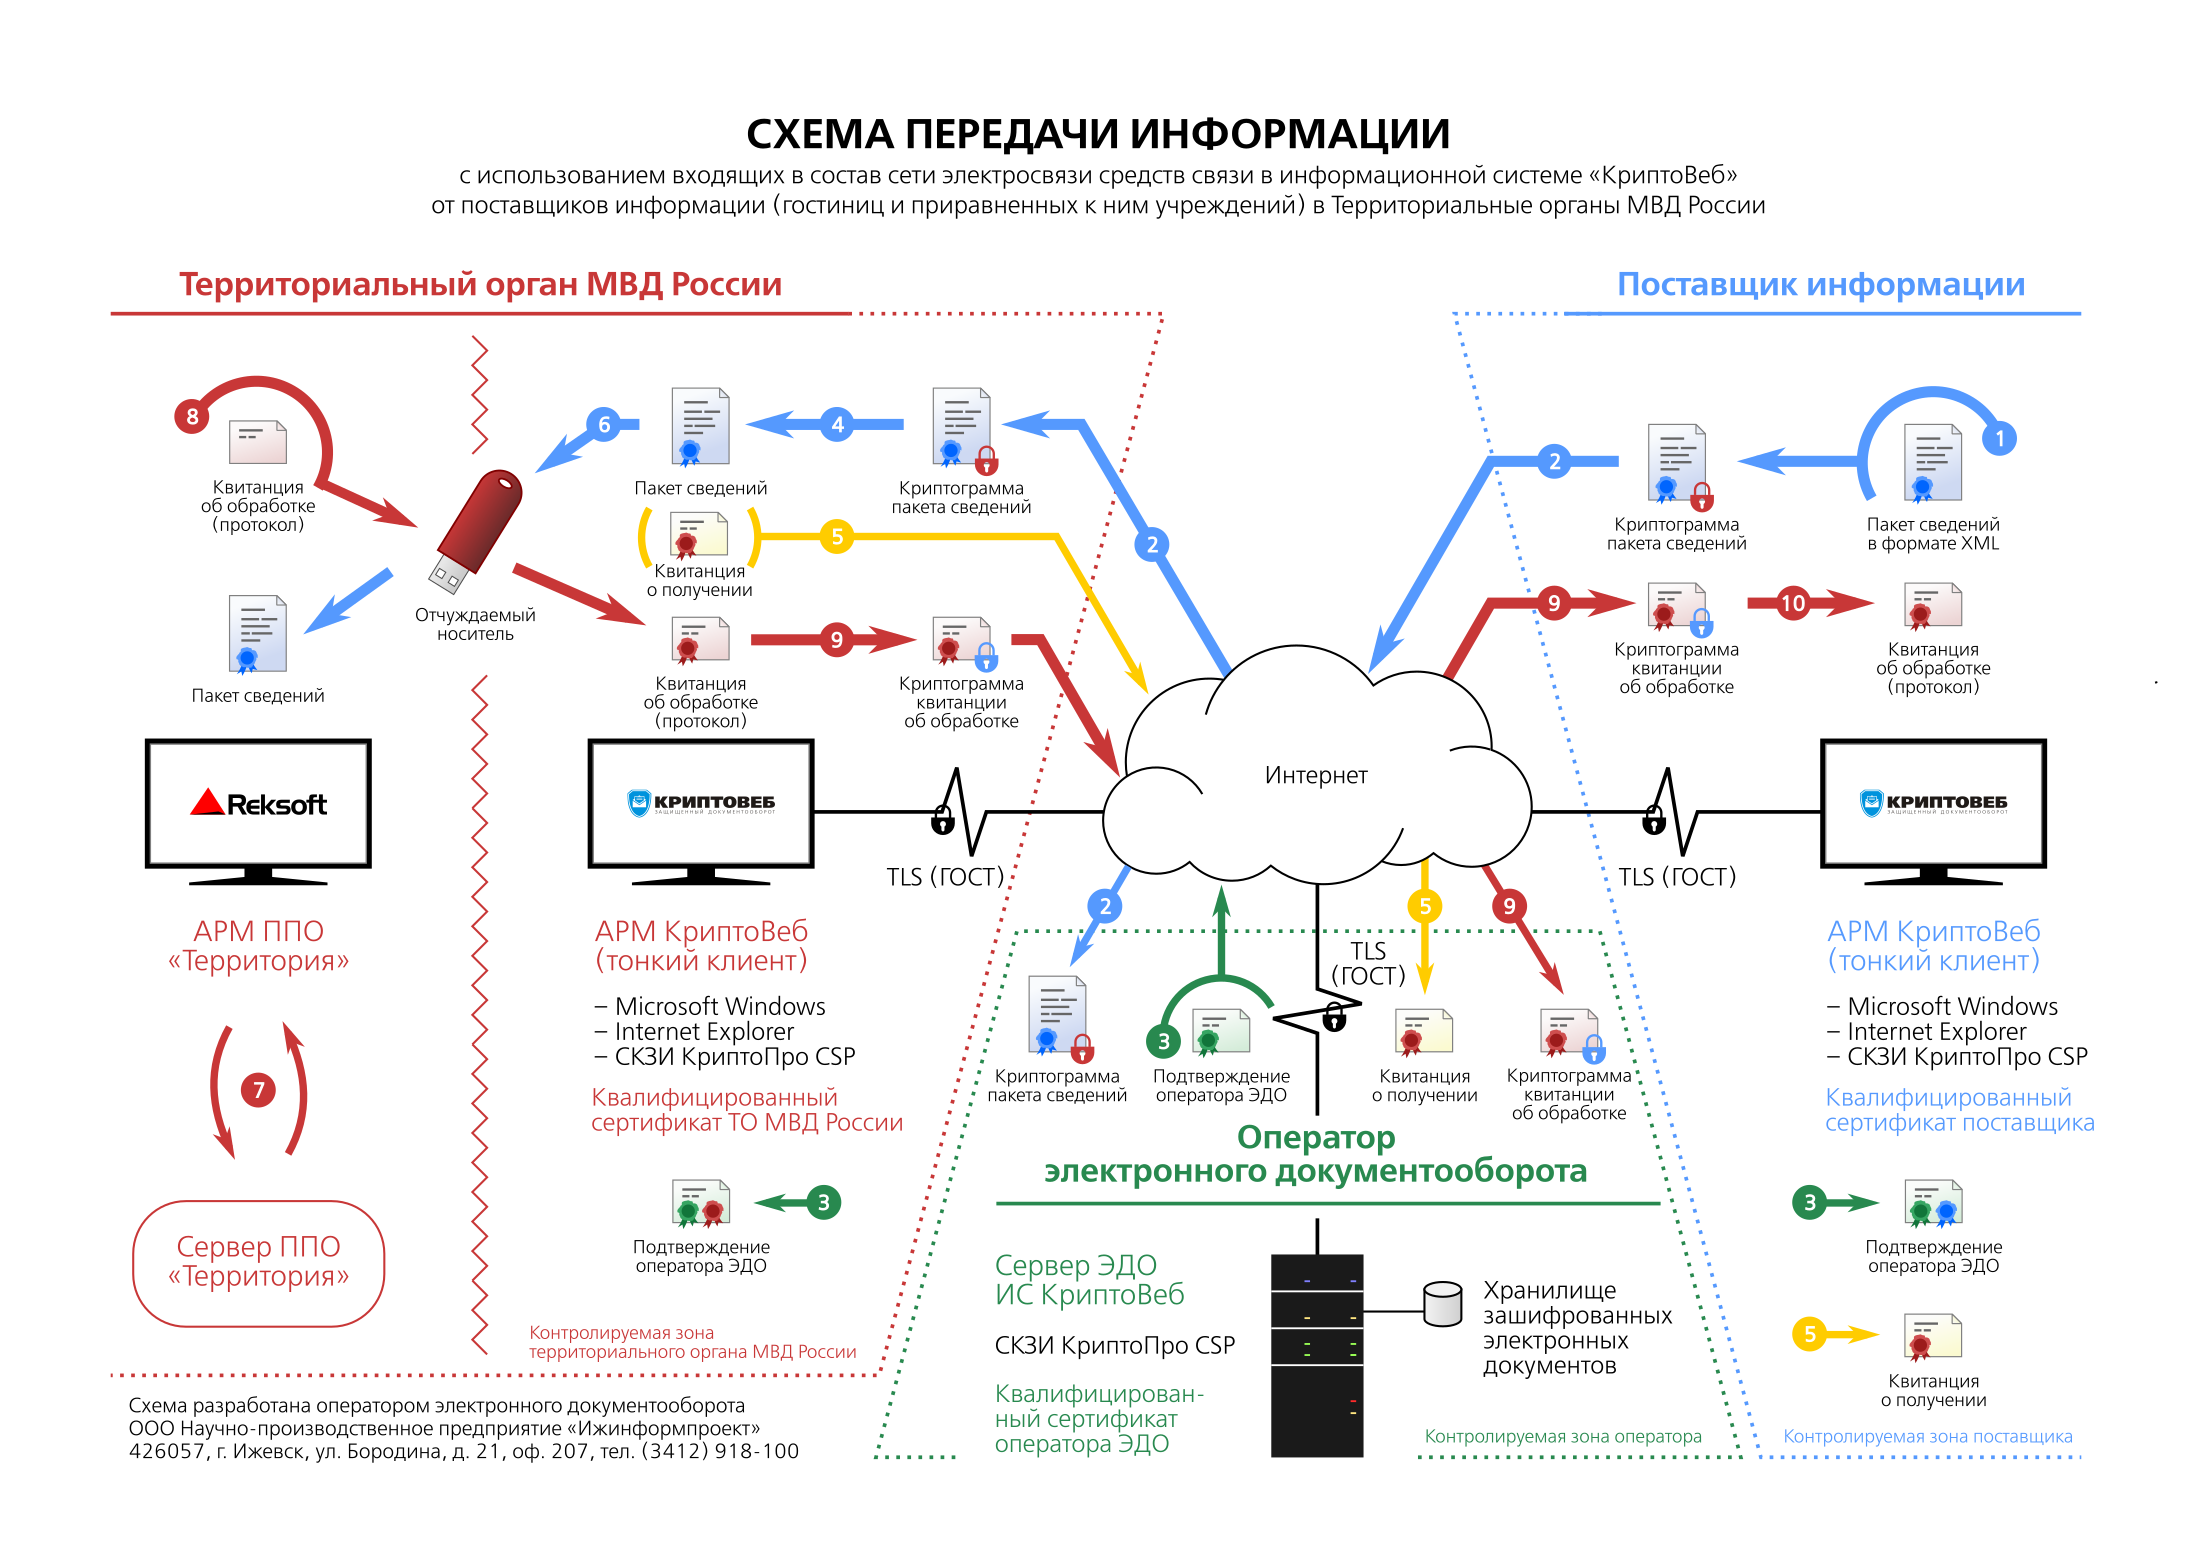 СХЕМА ПЕРЕДАЧИ ИНФОРМАЦИИ
с использованием входящих в состав сети электросвязи средств связи в информационной системе «КриптоВеб»
от поставщиков информации (гостиниц и приравненных к ним учреждений) в Территориальные органы МВД России
Территориальный орган МВД России
Поставщик информации
8
Квитанция
об обработке
(протокол)
6
Пакет сведений
4
Криптограмма
пакета сведений
2
2
Криптограмма
пакета сведений
1
Пакет сведений
в формате XML
5
Квитанция
о получении
Отчуждаемый
носитель
Пакет сведений
Квитанция
об обработке
(протокол)
9
Криптограмма
квитанции
об обработке
9
Криптограмма
квитанции
об обработке
10
Квитанция
об обработке
(протокол)
Интернет
Reksoft
КРИПТОВЕБ
ЗАЩИЩЕННЫЙ ДОКУМЕНТООБОРОТ
TLS (ГОСТ)
TLS (ГОСТ)
КРИПТОВЕБ
ЗАЩИЩЕННЫЙ ДОКУМЕНТООБОРОТ
АРМ ППО
«Территория»
7
Сервер ППО
«Территория»
АРМ КриптоВеб
(тонкий клиент)
– Microsoft Windows
– Internet Explorer
– СКЗИ КриптоПро CSP
Квалифицированный
сертификат ТО МВД России
3
Подтверждение
оператора ЭДО
Контролируемая зона
территориального органа МВД России
2
Криптограмма
пакета сведений
3
Подтверждение
оператора ЭДО
TLS
(ГОСТ)
5
Квитанция
о получении
9
Криптограмма
квитанции
об обработке
Оператор
электронного документооборота
Сервер ЭДО
ИС КриптоВеб
СКЗИ КриптоПро CSP
Квалифицирован-
ный сертификат
оператора ЭДО
Хранилище
зашифрованных
электронных
документов
Контролируемая зона оператора
АРМ КриптоВеб
(тонкий клиент)
– Microsoft Windows
– Internet Explorer
– СКЗИ КриптоПро CSP
Квалифицированный
сертификат поставщика
3
Подтверждение
оператора ЭДО
5
Квитанция
о получении
Контролируемая зона поставщика
Схема разработана оператором электронного документооборота
ООО Научно-производственное предприятие «Ижинформпроект»
426057, г. Ижевск, ул. Бородина, д. 21, оф. 207, тел. (3412) 918-100